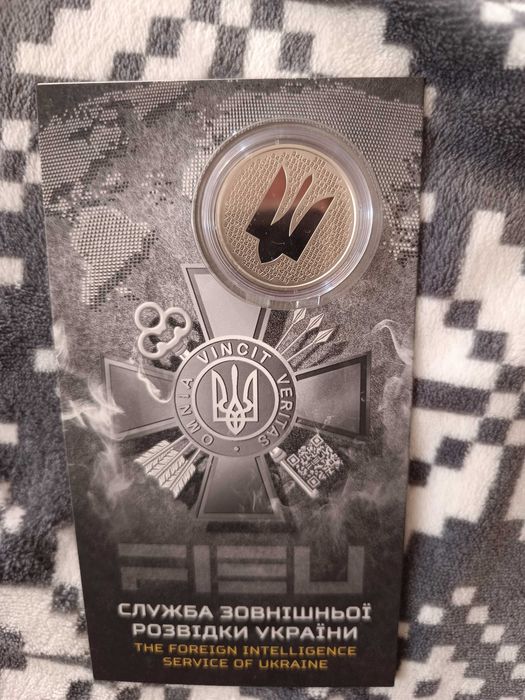 OMNIA VINCIT VERITAS
FISU
СЛУЖБА ЗОВНІШНЬОЇ
РОЗВІДКИ УКРАЇНИ
THE FOREIGN INTELLIGENCE
SERVICE OF UKRAINE